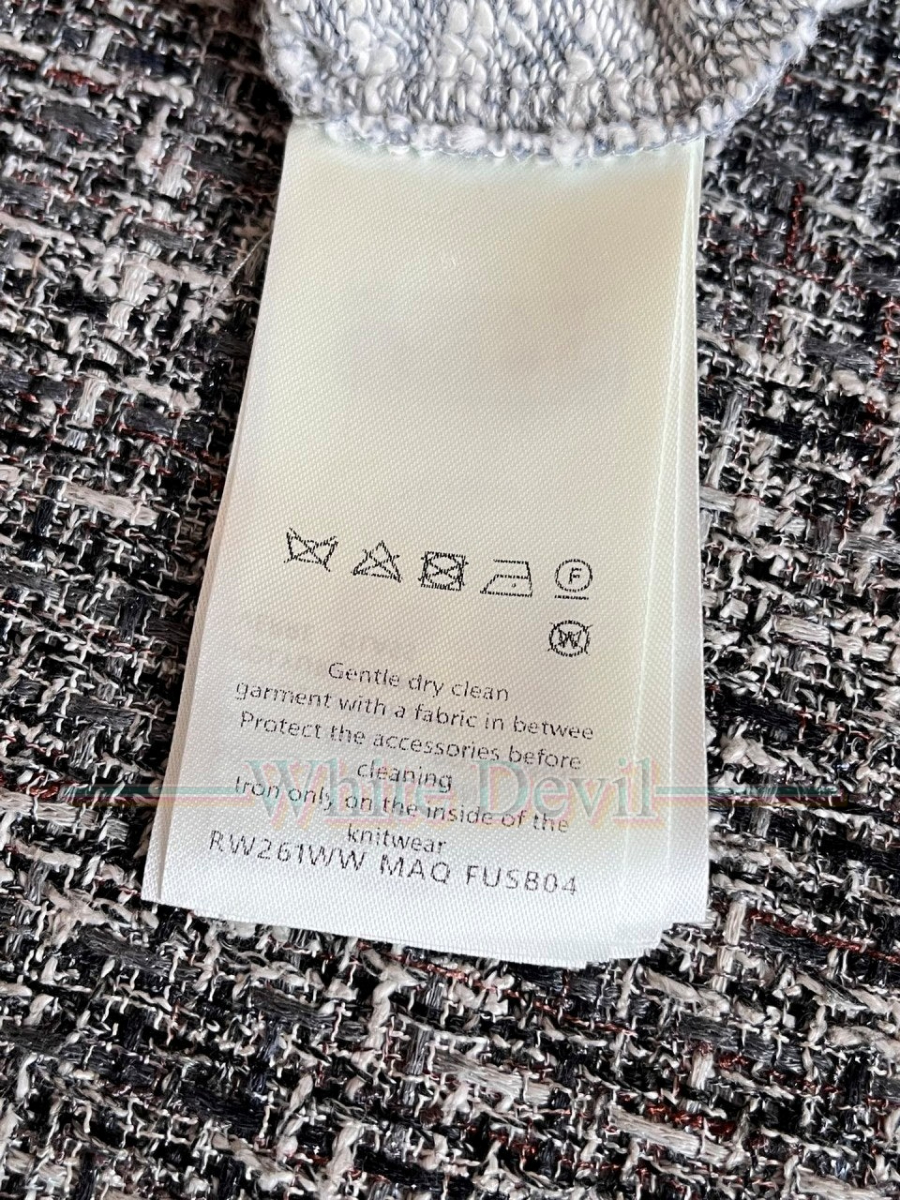 F
W
Gentle dry clean
garment with a fabric in betwee
Protect the accessories before
cleaning
White Devil
Iron only on the inside of the
knitwear
RW261WW MAQ FUSB04